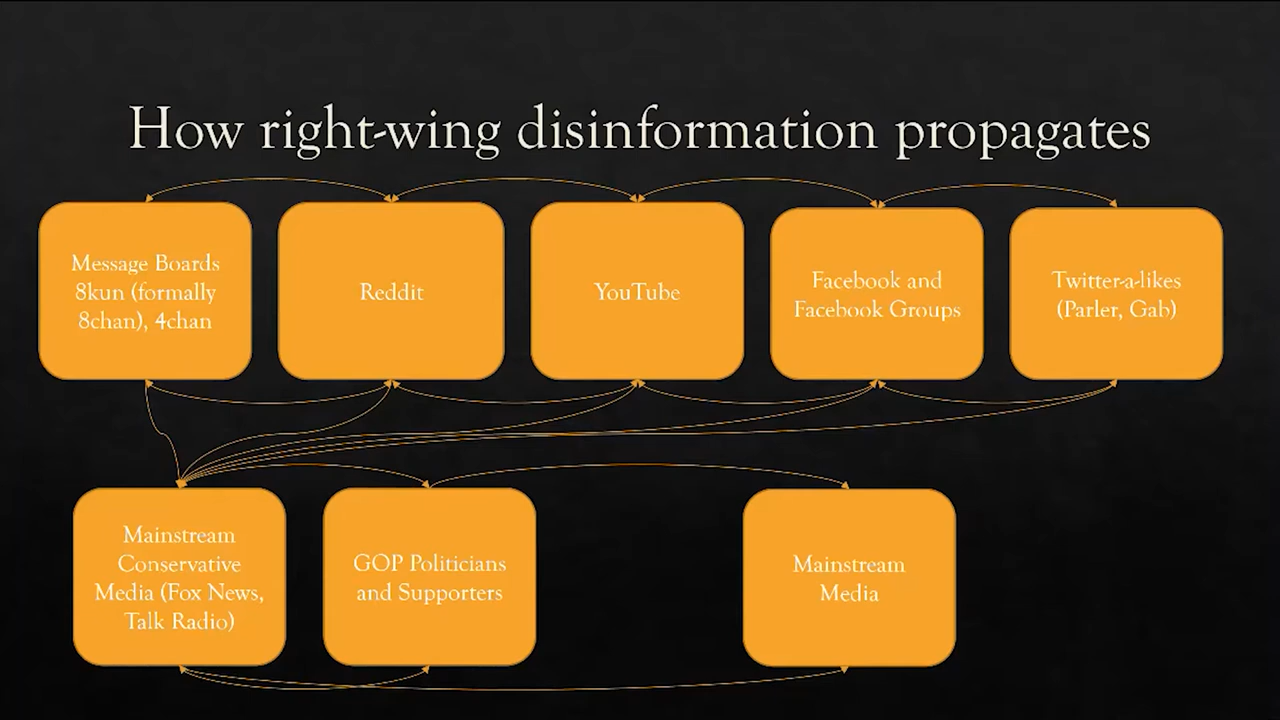 How right-wing disinformation propagates
Message Boards
8kun (formally
8chan), 4chan
Reddit
YouTube
Facebook and
Facebook Groups
Twitter-a-likes
(Parler, Gab)
Mainstream
Conservative
Media (Fox News,
Talk Radio)
GOP Politicians
and Supporters
Mainstream
Media